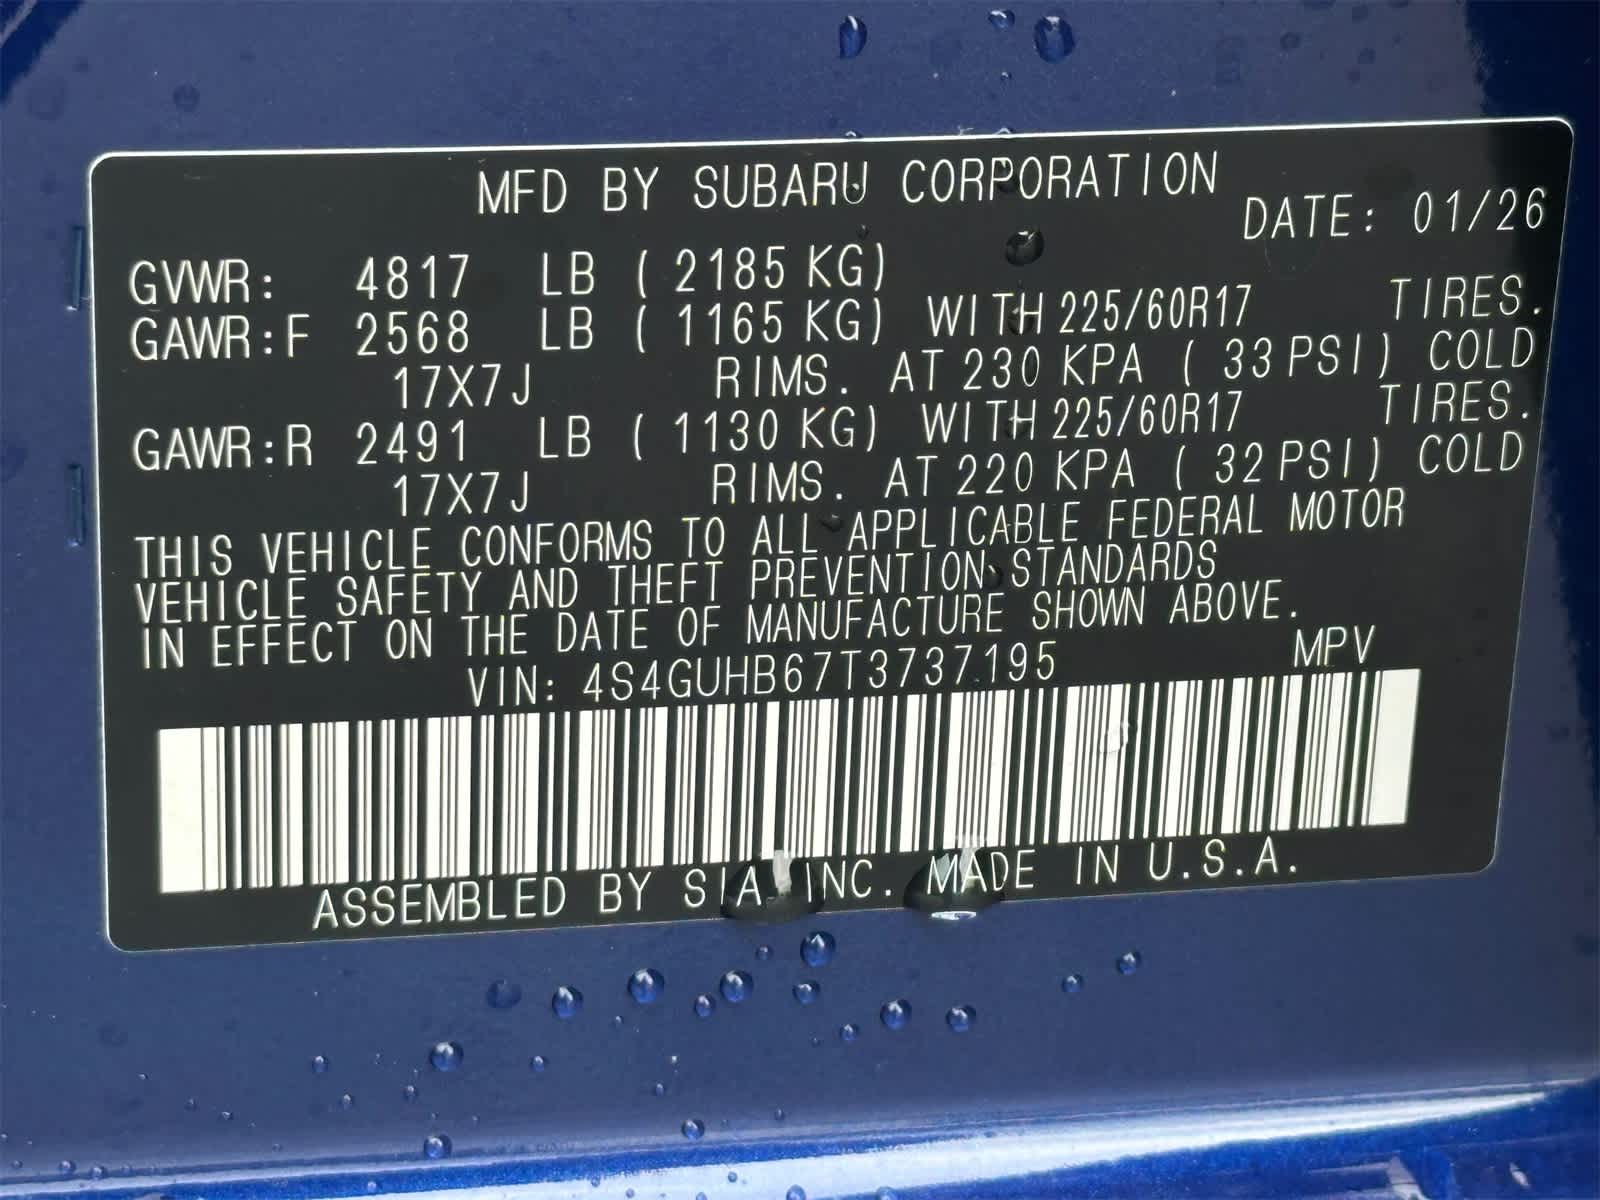 MFD BY SUBARU CORPORATION
DATE: 01/26
GVWR: 4817 LB ( 2185 KG)
GAWR:F 2568 LB ( 1165 KG) WITH 225/60R17 TIRES.
17X7J RIMS. AT 230 KPA ( 33 PSI) COLD
GAWR:R 2491 LB ( 1130 KG) WITH 225/60R17 TIRES.
17X7J RIMS. AT 220 KPA ( 32 PSI) COLD
THIS VEHICLE CONFORMS TO ALL APPLICABLE FEDERAL MOTOR
VEHICLE SAFETY AND THEFT PREVENTION STANDARDS
IN EFFECT ON THE DATE OF MANUFACTURE SHOWN ABOVE.
VIN: 4S4GUHB67T3737195 MPV
ASSEMBLED BY SIA, INC. MADE IN U.S.A.